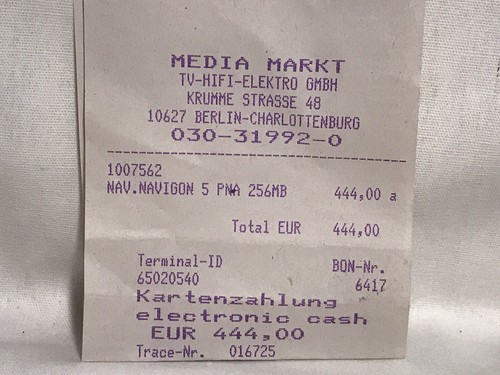 MEDIA MARKT
TV-HIFI-ELEKTRO GMBH
KRUMME STRASSE 48
10627 BERLIN-CHARLOTTENBURG
030-31992-0
1007562
NAV.NAVIGON 5 PNA 256MB 444,00 a
Total EUR 444,00
Terminal-ID BON-Nr.
65020540 6417
Kartenzahlung
electronic cash
EUR 444,00
Trace-Nr. 016725